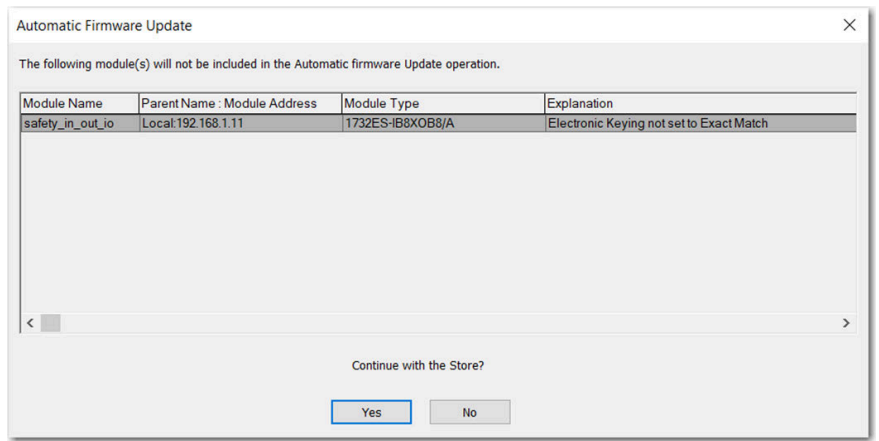 Automatic Firmware Update
The following module(s) will not be included in the Automatic firmware Update operation.
Module Name Parent Name : Module Address Module Type Explanation
safety_in_out_io Local:192.168.1.11 1732ES-IB8XOB8/A Electronic Keying not set to Exact Match
Continue with the Store?
Yes No